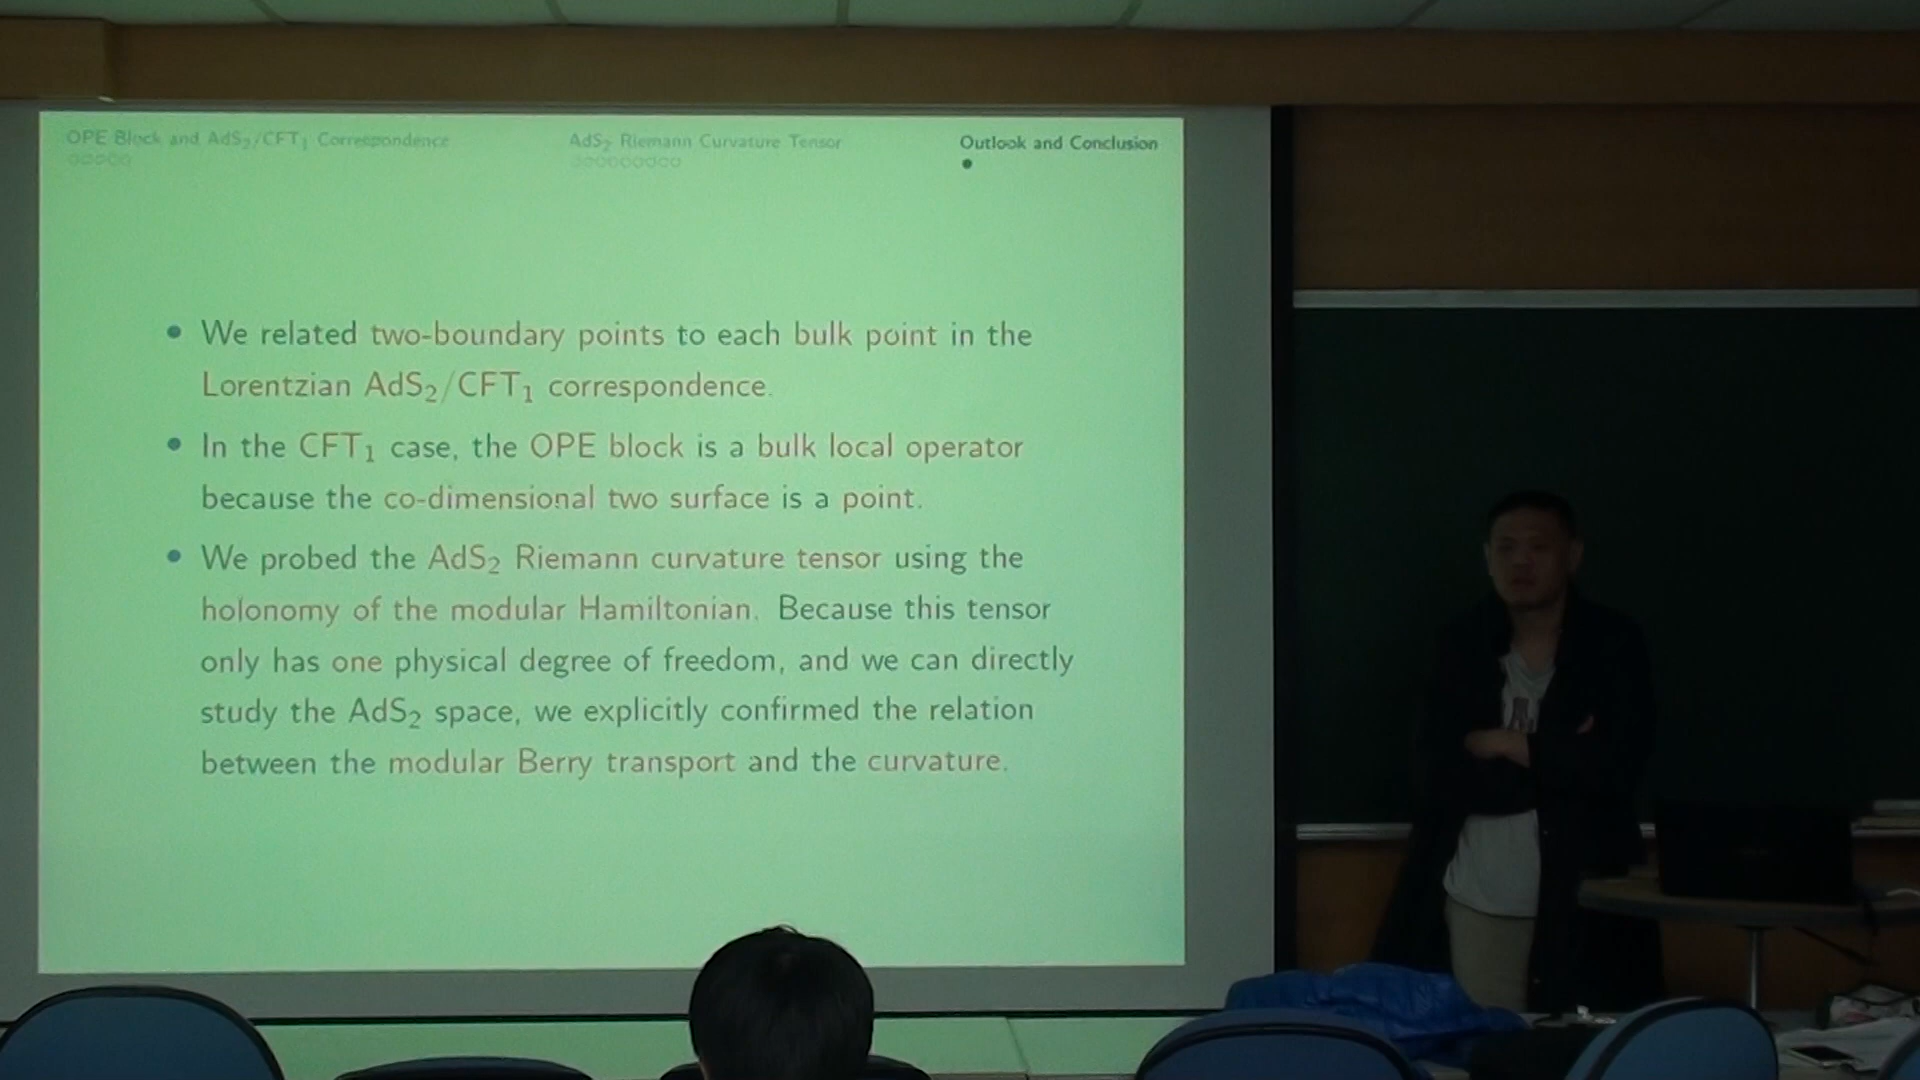 OPE Block and AdS₂/CFT₁ Correspondence
AdS₂ Riemann Curvature Tensor
Outlook and Conclusion
• We related two-boundary points to each bulk point in the
Lorentzian AdS₂/CFT₁ correspondence.
• In the CFT₁ case, the OPE block is a bulk local operator
because the co-dimensional two surface is a point.
• We probed the AdS₂ Riemann curvature tensor using the
holonomy of the modular Hamiltonian. Because this tensor
only has one physical degree of freedom, and we can directly
study the AdS₂ space, we explicitly confirmed the relation
between the modular Berry transport and the curvature.